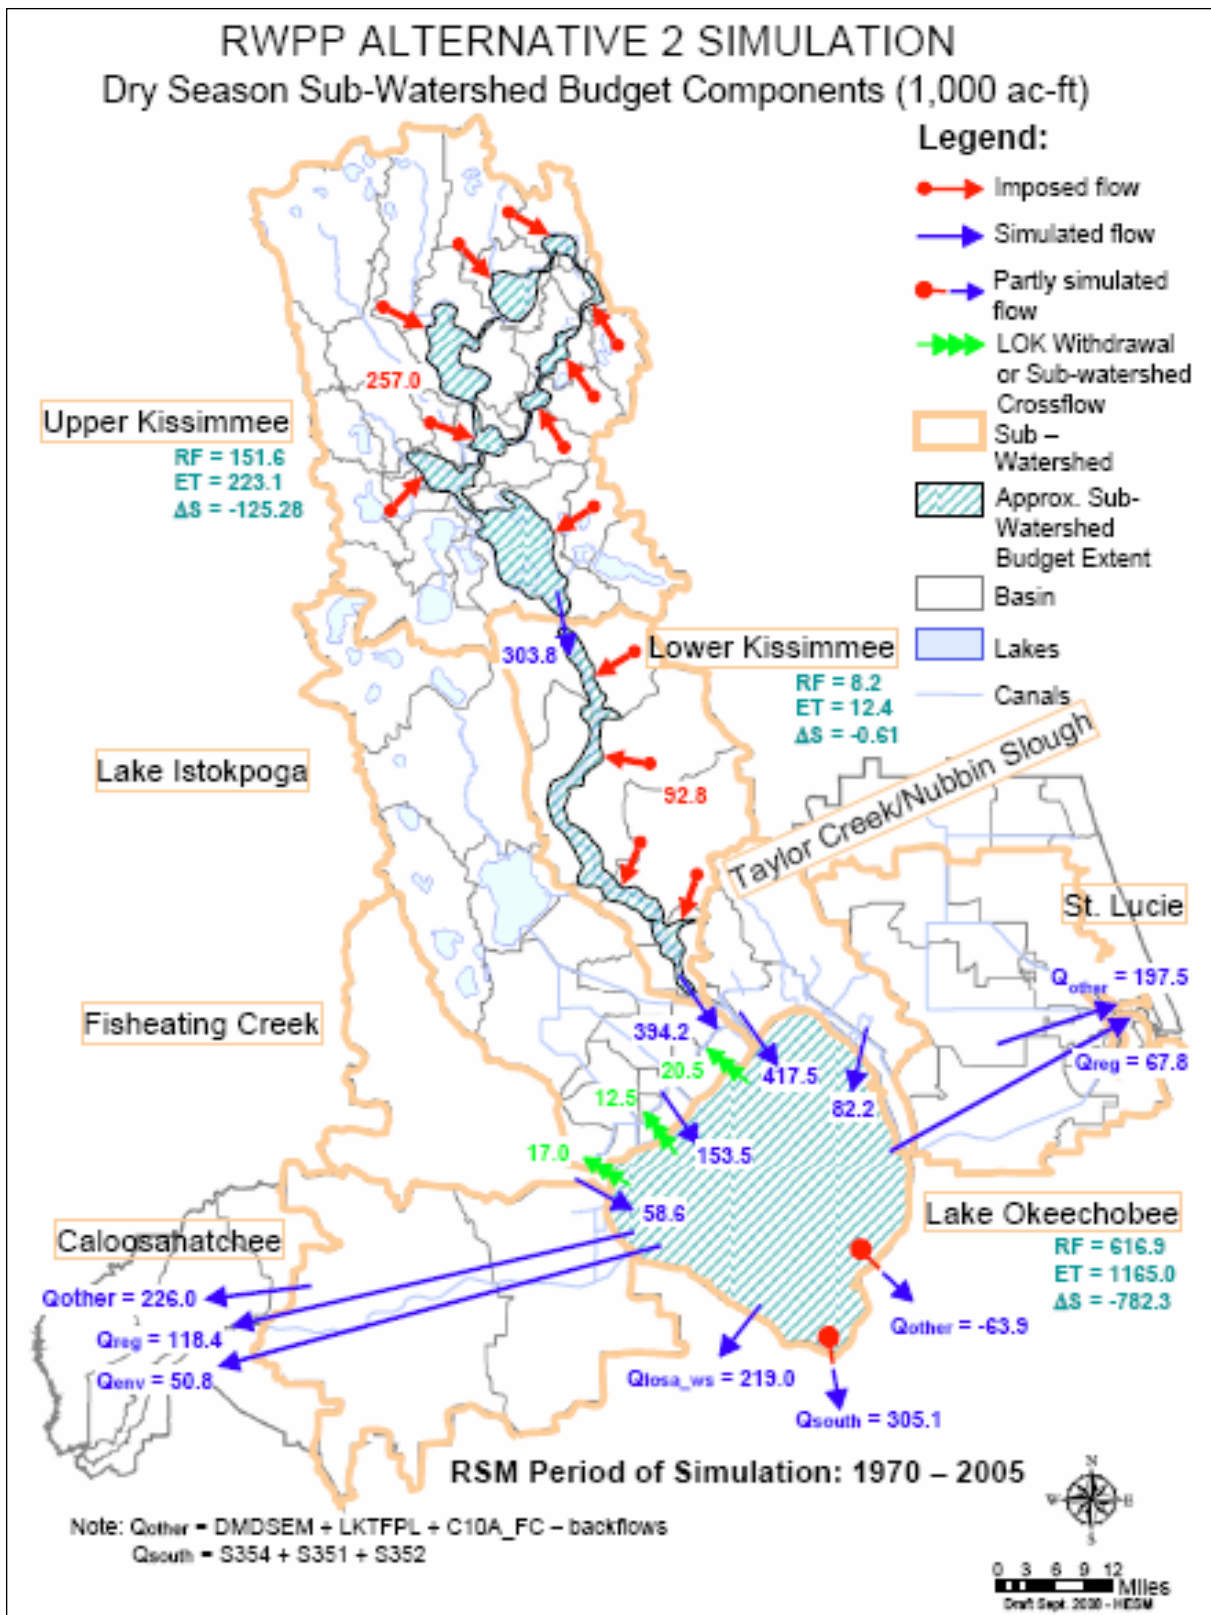 RWPP ALTERNATIVE 2 SIMULATION
Dry Season Sub-Watershed Budget Components (1,000 ac-ft)
Legend:
Imposed flow
Simulated flow
Partly simulated
flow
LOK Withdrawal
or Sub-watershed
Crossflow
Sub –
Watershed
Approx. Sub-
Watershed
Budget Extent
Basin
Lakes
Canals
257.0
Upper Kissimmee
RF = 151.6
ET = 223.1
ΔS = -125.28
303.8
Lower Kissimmee
RF = 8.2
ET = 12.4
ΔS = -0.61
Lake Istokpoga
92.8
Taylor Creek/Nubbin Slough
St. Lucie
Qother = 197.5
Fisheating Creek
394.2
Qreg = 67.8
20.5
417.5
12.5
82.2
17.0
153.5
58.6
Lake Okeechobee
RF = 616.9
ET = 1165.0
ΔS = -782.3
Caloosahatchee
Qother = 226.0
Qreg = 118.4
Qenv = 50.8
Qother = -63.9
Qlosa_ws = 219.0
Qsouth = 305.1
RSM Period of Simulation: 1970 – 2005
N
W
E
S
Note: Qother = DMDSEM + LKTFPL + C10A_FC – backflows
Qsouth = S354 + S351 + S352
0 3 6 9 12
Miles
Draft Sept. 2008 - HESM